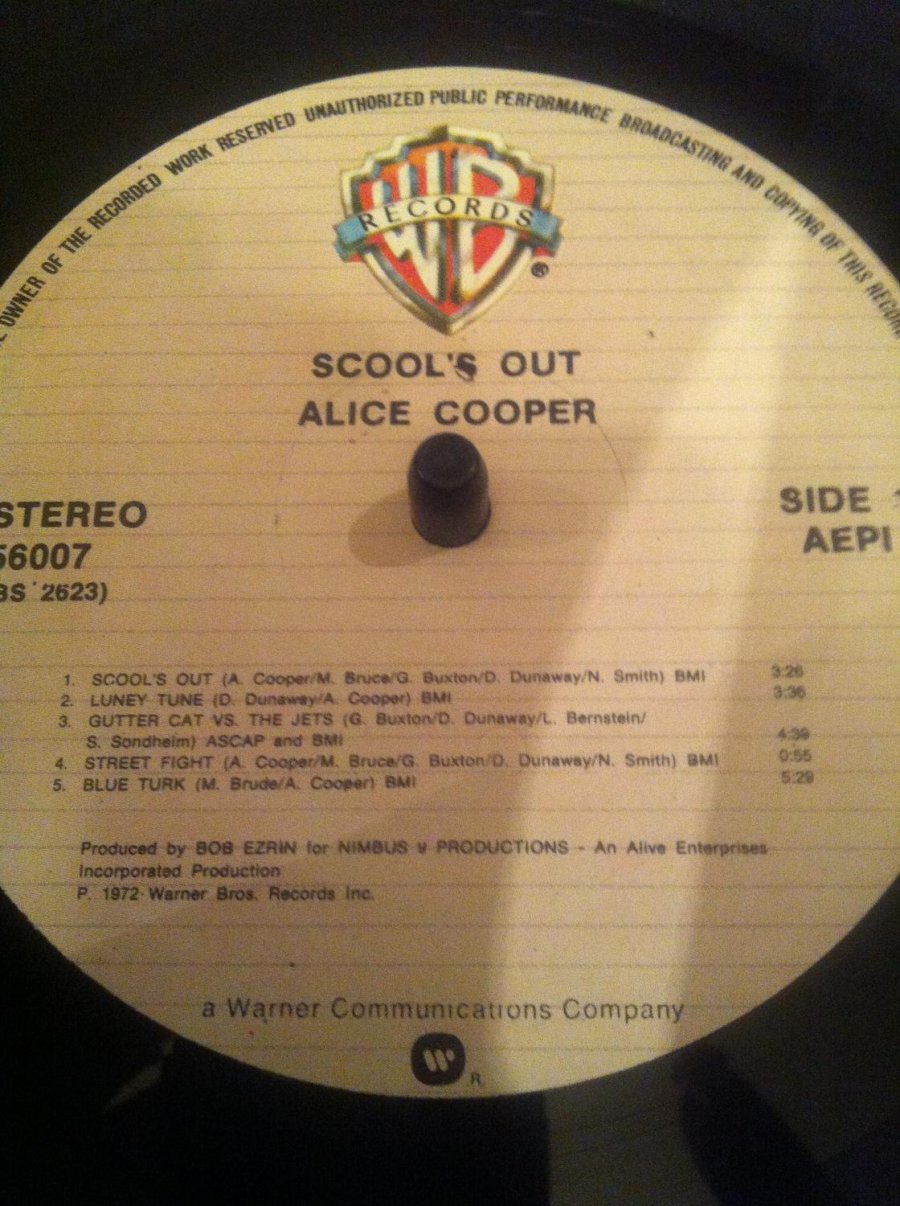 OWNER OF THE RECORDED WORK RESERVED UNAUTHORIZED PUBLIC PERFORMANCE BROADCASTING AND COPYING OF THIS RECORD
WB
RECORDS
®
SCOOL'S OUT
ALICE COOPER
STEREO
SIDE
56007
AEPI
2623)
1. SCOOL'S OUT (A. Cooper/M. Bruce/G. Buxton/D. Dunaway/N. Smith) BMI 3:26
2. LUNEY TUNE (D. Dunaway/A. Cooper) BMI 3:36
3. GUTTER CAT VS. THE JETS (G. Buxton/D. Dunaway/L. Bernstein/
S. Sondheim) ASCAP and BMI 4:39
4. STREET FIGHT (A. Cooper/M. Bruce/G. Buxton/D. Dunaway/N. Smith) BMI 0:55
5. BLUE TURK (M. Brude/A. Cooper) BMI 5:29
Produced by BOB EZRIN for NIMBUS 9 PRODUCTIONS - An Alive Enterprises
Incorporated Production
P. 1972 Warner Bros. Records Inc.
a Warner Communications Company
W
R